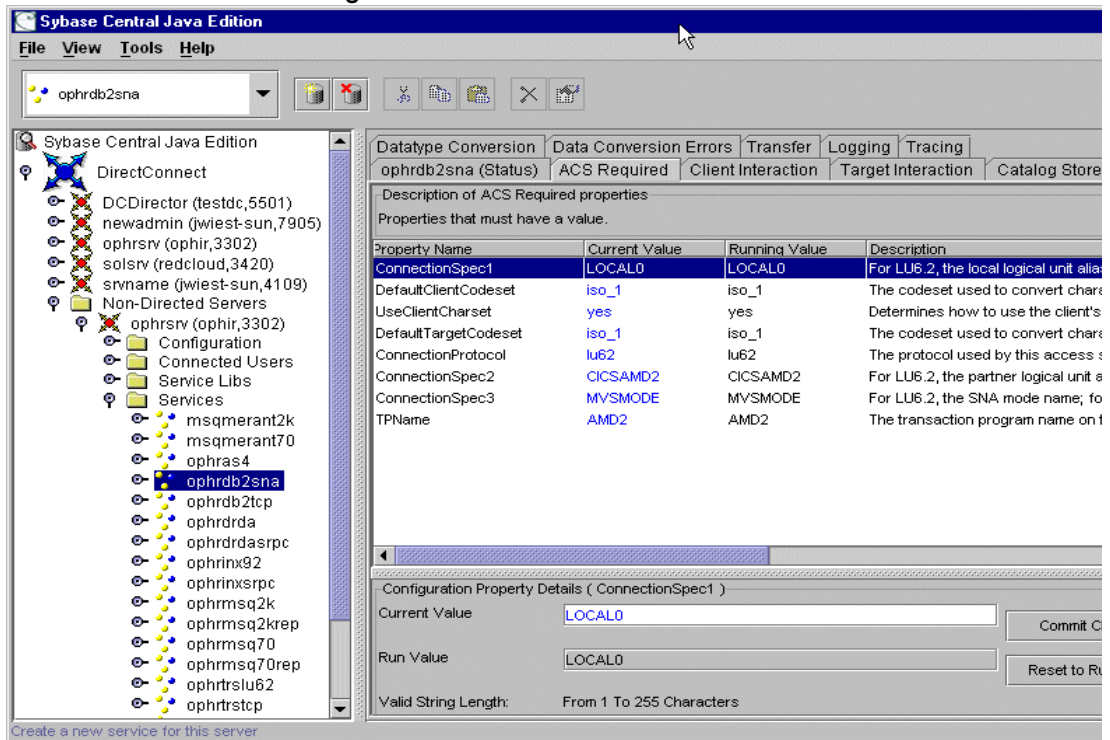 Sybase Central Java Edition
File View Tools Help
ophrdb2sna
Sybase Central Java Edition
DirectConnect
DCDirector (testdc,5501)
newadmin (jwiest-sun,7905)
ophrsrv (ophir,3302)
solsrv (redcloud,3420)
srvname (jwiest-sun,4109)
Non-Directed Servers
ophrsrv (ophir,3302)
Configuration
Connected Users
Service Libs
Services
msqmerant2k
msqmerant70
ophras4
ophrdb2sna
ophrdb2tcp
ophrdrda
ophrdrdasrpc
ophrinx92
ophrinxsrpc
ophrmsq2k
ophrmsq2krep
ophrmsq70
ophrmsq70rep
ophrtrslu62
ophrtrstcp
Datatype Conversion Data Conversion Errors Transfer Logging Tracing
ophrdb2sna (Status) ACS Required Client Interaction Target Interaction Catalog Store
Description of ACS Required properties
Properties that must have a value.
Property Name Current Value Running Value Description
ConnectionSpec1 LOCAL0 LOCAL0 For LU6.2, the local logical unit alia
DefaultClientCodeset iso_1 iso_1 The codeset used to convert chara
UseClientCharset yes yes Determines how to use the client's
DefaultTargetCodeset iso_1 iso_1 The codeset used to convert chara
ConnectionProtocol lu62 lu62 The protocol used by this access s
ConnectionSpec2 CICSAMD2 CICSAMD2 For LU6.2, the partner logical unit a
ConnectionSpec3 MVSMODE MVSMODE For LU6.2, the SNA mode name; fo
TPName AMD2 AMD2 The transaction program name on t
Configuration Property Details ( ConnectionSpec1 )
Current Value LOCAL0
Commit C
Run Value LOCAL0
Reset to Ru
Valid String Length: From 1 To 255 Characters
Create a new service for this server